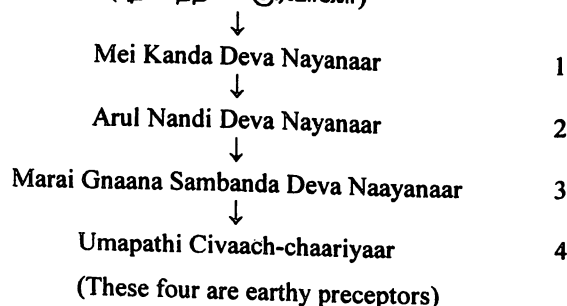 ↓
Mei Kanda Deva Nayanaar 1
↓
Arul Nandi Deva Nayanaar 2
↓
Marai Gnaana Sambanda Deva Naayanaar 3
↓
Umapathi Civaach-chaariyaar 4
(These four are earthy preceptors)